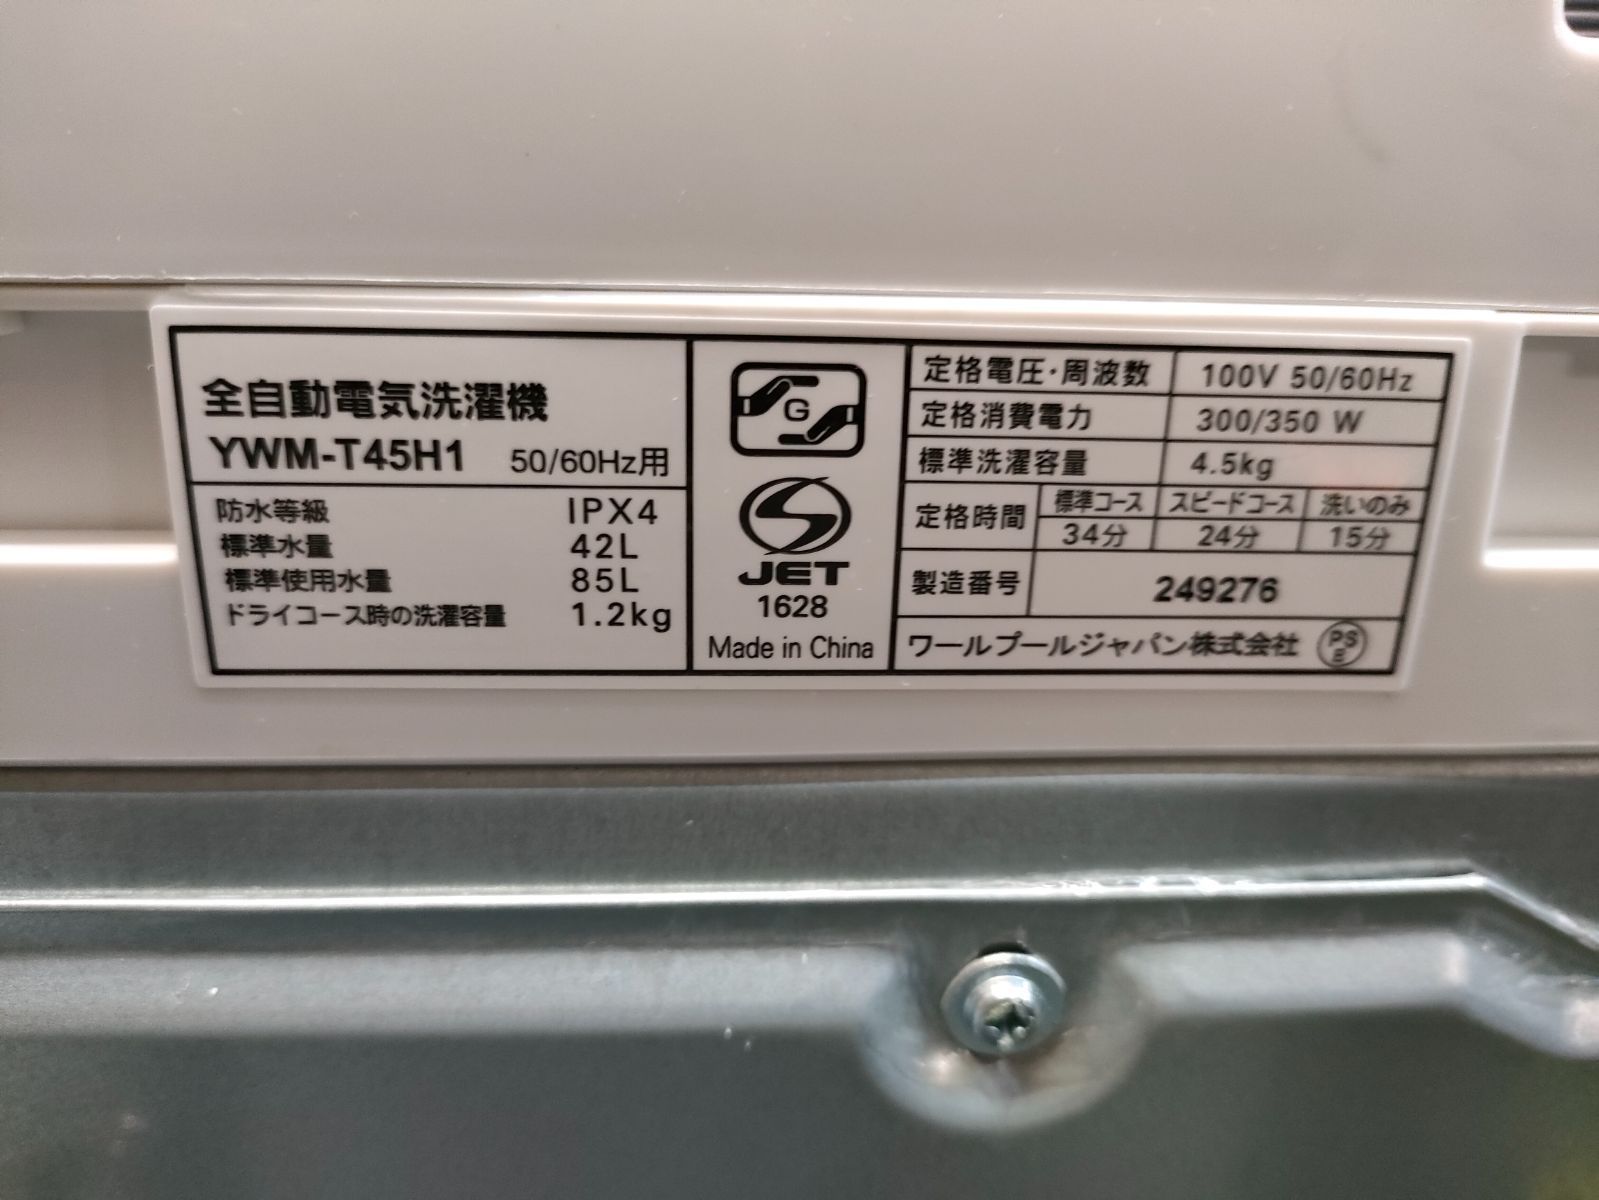 全自動電気洗濯機
YWM-T45H1 50/60Hz用
防水等級 IPX4
標準水量 42L
標準使用水量 85L
ドライコース時の洗濯容量 1.2kg
G
JET
1628
Made in China
定格電圧・周波数 100V 50/60Hz
定格消費電力 300/350 W
標準洗濯容量 4.5kg
定格時間 標準コース スピードコース 洗いのみ
34分 24分 15分
製造番号 249276
ワールプールジャパン株式会社 PSE